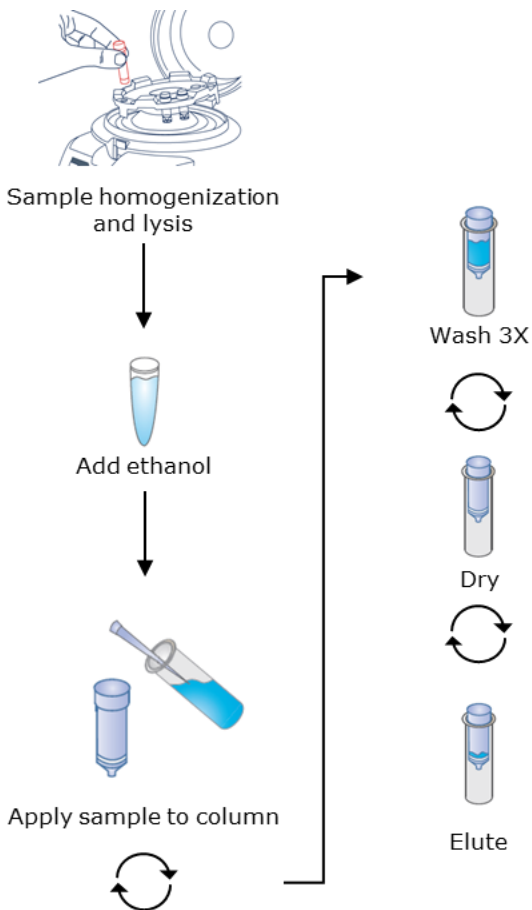 Sample homogenization
and lysis
Add ethanol
Apply sample to column
Wash 3X
Dry
Elute